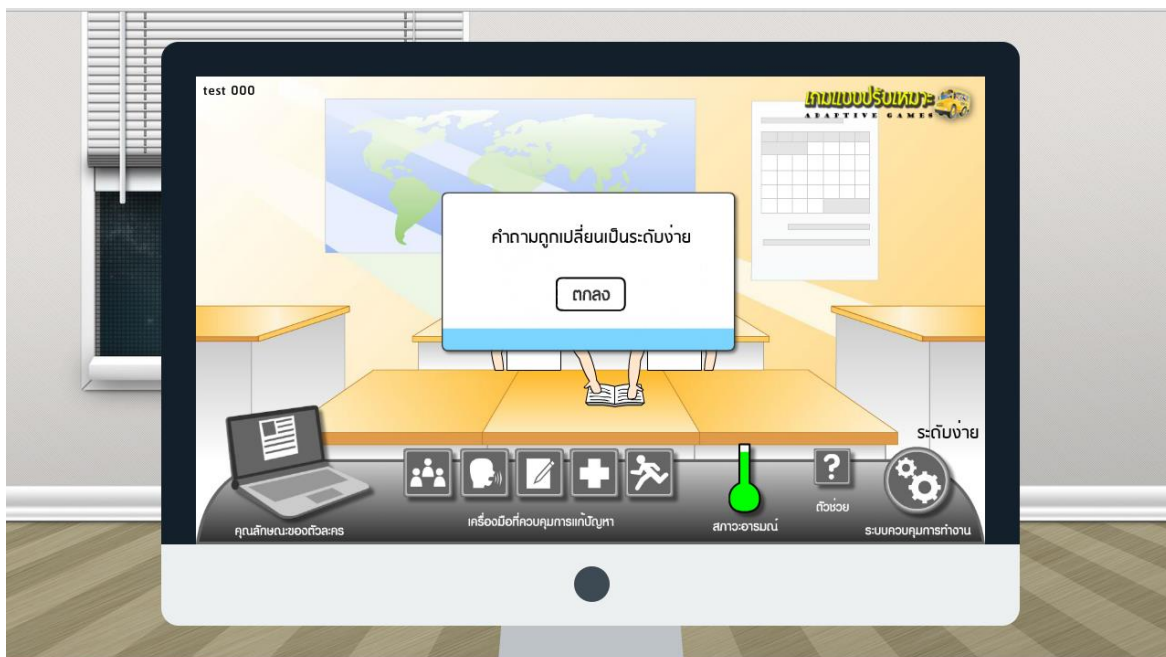 test 000
เกมแบบปรับเหมาะ
ADAPTIVE GAMES
คำถามถูกเปลี่ยนเป็นระดับง่าย
ตกลง
ระดับง่าย
?
คุณลักษณะของตัวละคร
เครื่องมือที่ควบคุมการแก้ปัญหา
สภาวะอารมณ์
ตัวช่วย
ระบบควบคุมการทำงาน